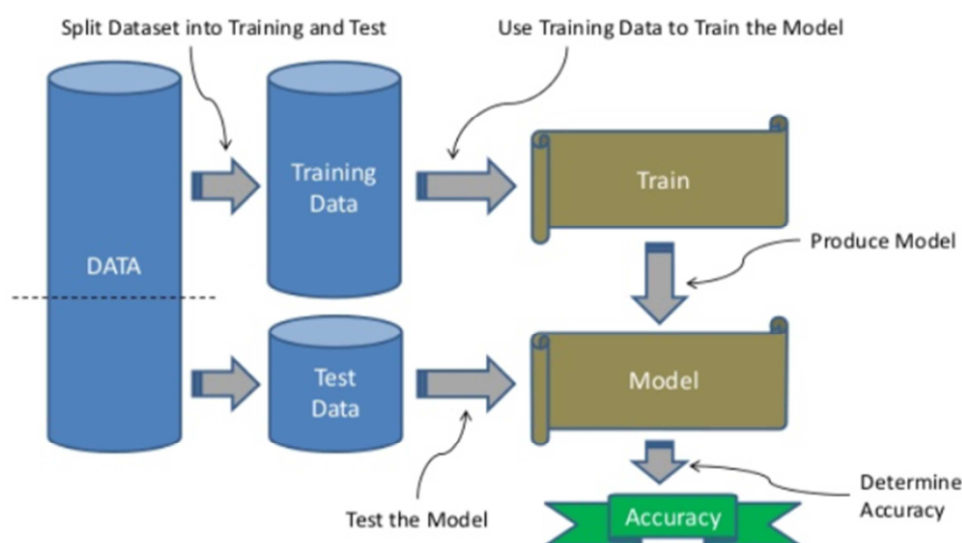 Split Dataset into Training and Test
Use Training Data to Train the Model
Training
Data
Train
DATA
Produce Model
Test
Data
Model
Test the Model
Determine
Accuracy
Accuracy